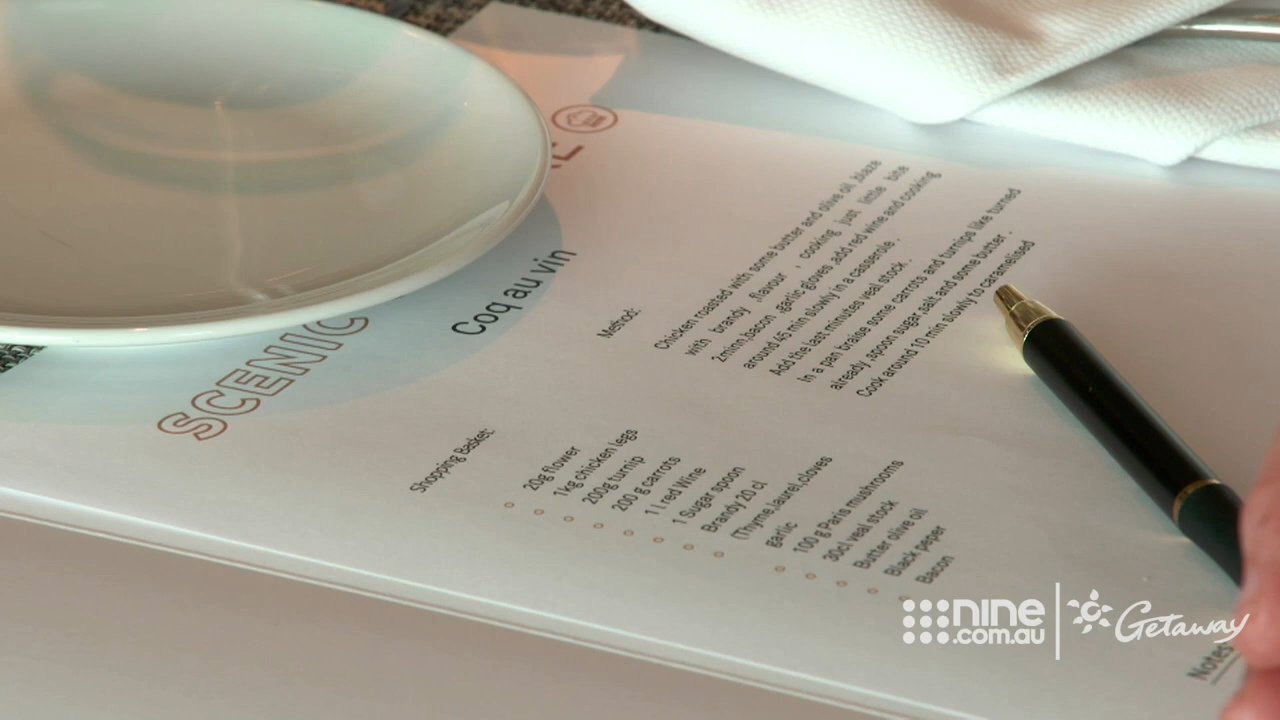 SCENIC
Coq au vin
Shopping Basket:
20g flower
1kg chicken legs
200g turnip
200 g carrots
1 l red Wine
1 Sugar spoon
Brandy 20 cl
(Thyme,laurel,cloves
garlic
100 g Paris mushrooms
30cl veal stock
Butter olive oil
Black peper
Bacon
Method:
Chicken roasted with some butter and olive oil ,blaze
with brandy ,flavour , cooking just little bite
2minn,bacon ,garlic gloves ,add red wine and cooking
around 45 min slowly in a casserole .
Add the last minutes veal stock .
In a pan braise some carrots and turnips like turned
already ,spoon sugar ,salt and some butter .
Cook around 10 min slowly to caramelised
Notes
nine
.com.au
Getaway